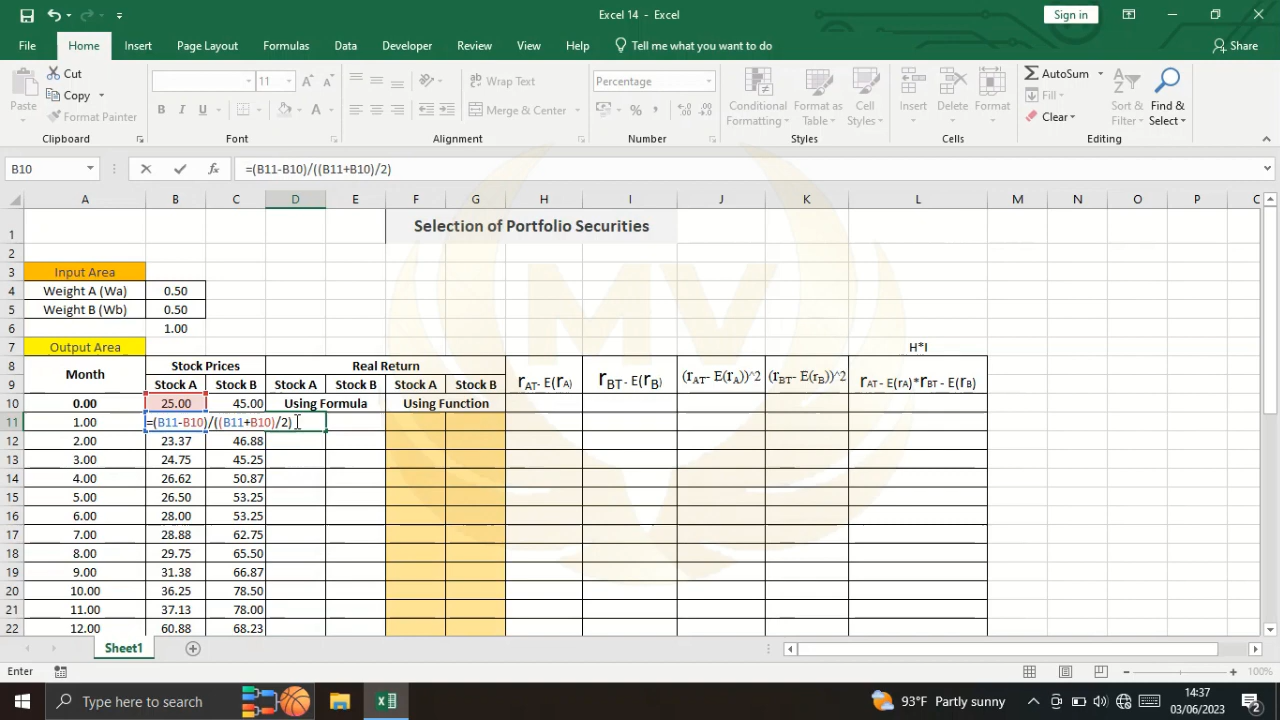 Excel 14 - Excel
Sign in
File Home Insert Page Layout Formulas Data Developer Review View Help Tell me what you want to do Share
Paste Cut Copy Format Painter
11
Wrap Text Merge & Center
Percentage
Conditional Formatting Format as Table Cell Styles
Insert Delete Format
AutoSum Fill Clear
Sort & Filter Find & Select
Clipboard Font Alignment Number Styles Cells Editing
B10 fx =(B11-B10)/((B11+B10)/2)
A B C D E F G H I J K L M N O P C
1 Selection of Portfolio Securities
2
3 Input Area
4 Weight A (Wa) 0.50
5 Weight B (Wb) 0.50
6 1.00
7 Output Area H*I
8 Month Stock Prices Real Return
9 Stock A Stock B Stock A Stock B Stock A Stock B rAT- E(rA) rBT - E(rB) (rAT- E(rA))^2 (rBT- E(rB))^2 rAT - E(rA)*rBT - E(rB)
10 0.00 25.00 45.00 Using Formula Using Function
11 1.00 =(B11-B10)/((B11+B10)/2)
12 2.00 23.37 46.88
13 3.00 24.75 45.25
14 4.00 26.62 50.87
15 5.00 26.50 53.25
16 6.00 28.00 53.25
17 7.00 28.88 62.75
18 8.00 29.75 65.50
19 9.00 31.38 66.87
20 10.00 36.25 78.50
21 11.00 37.13 78.00
22 12.00 60.88 68.23
Sheet1
Enter 100%
Type here to search 93°F Partly sunny 14:37
03/06/2023 2
MV